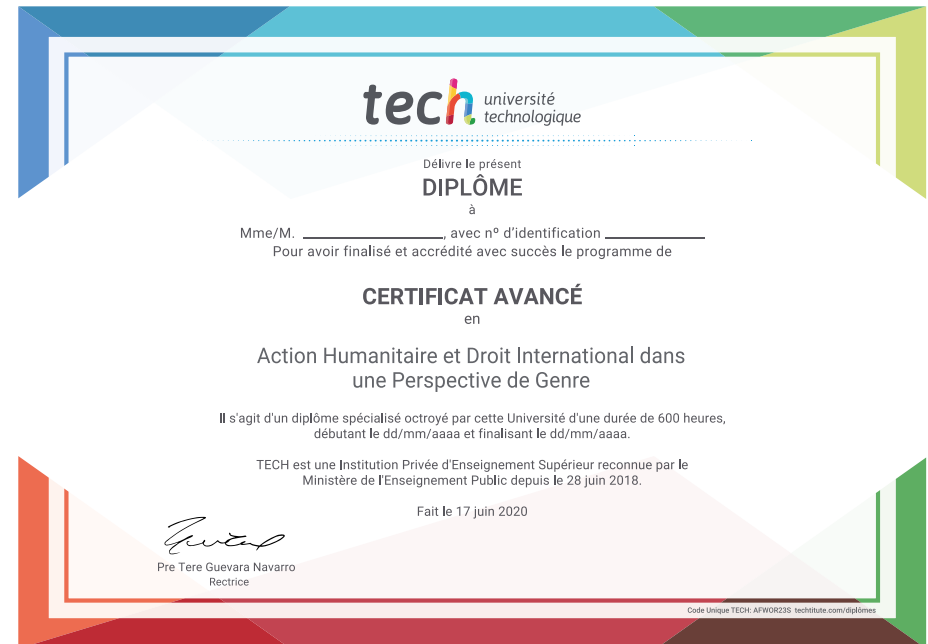 tech université
technologique
Délivre le présent
DIPLÔME
à
Mme/M. ____________________, avec nº d'identification ______________
Pour avoir finalisé et accrédité avec succès le programme de
CERTIFICAT AVANCÉ
en
Action Humanitaire et Droit International dans
une Perspective de Genre
Il s'agit d'un diplôme spécialisé octroyé par cette Université d'une durée de 600 heures,
débutant le dd/mm/aaaa et finalisant le dd/mm/aaaa.
TECH est une Institution Privée d'Enseignement Supérieur reconnue par le
Ministère de l'Enseignement Public depuis le 28 juin 2018.
Fait le 17 juin 2020
Pre Tere Guevara Navarro
Rectrice
Code Unique TECH: AFWOR23S techtitute.com/diplômes